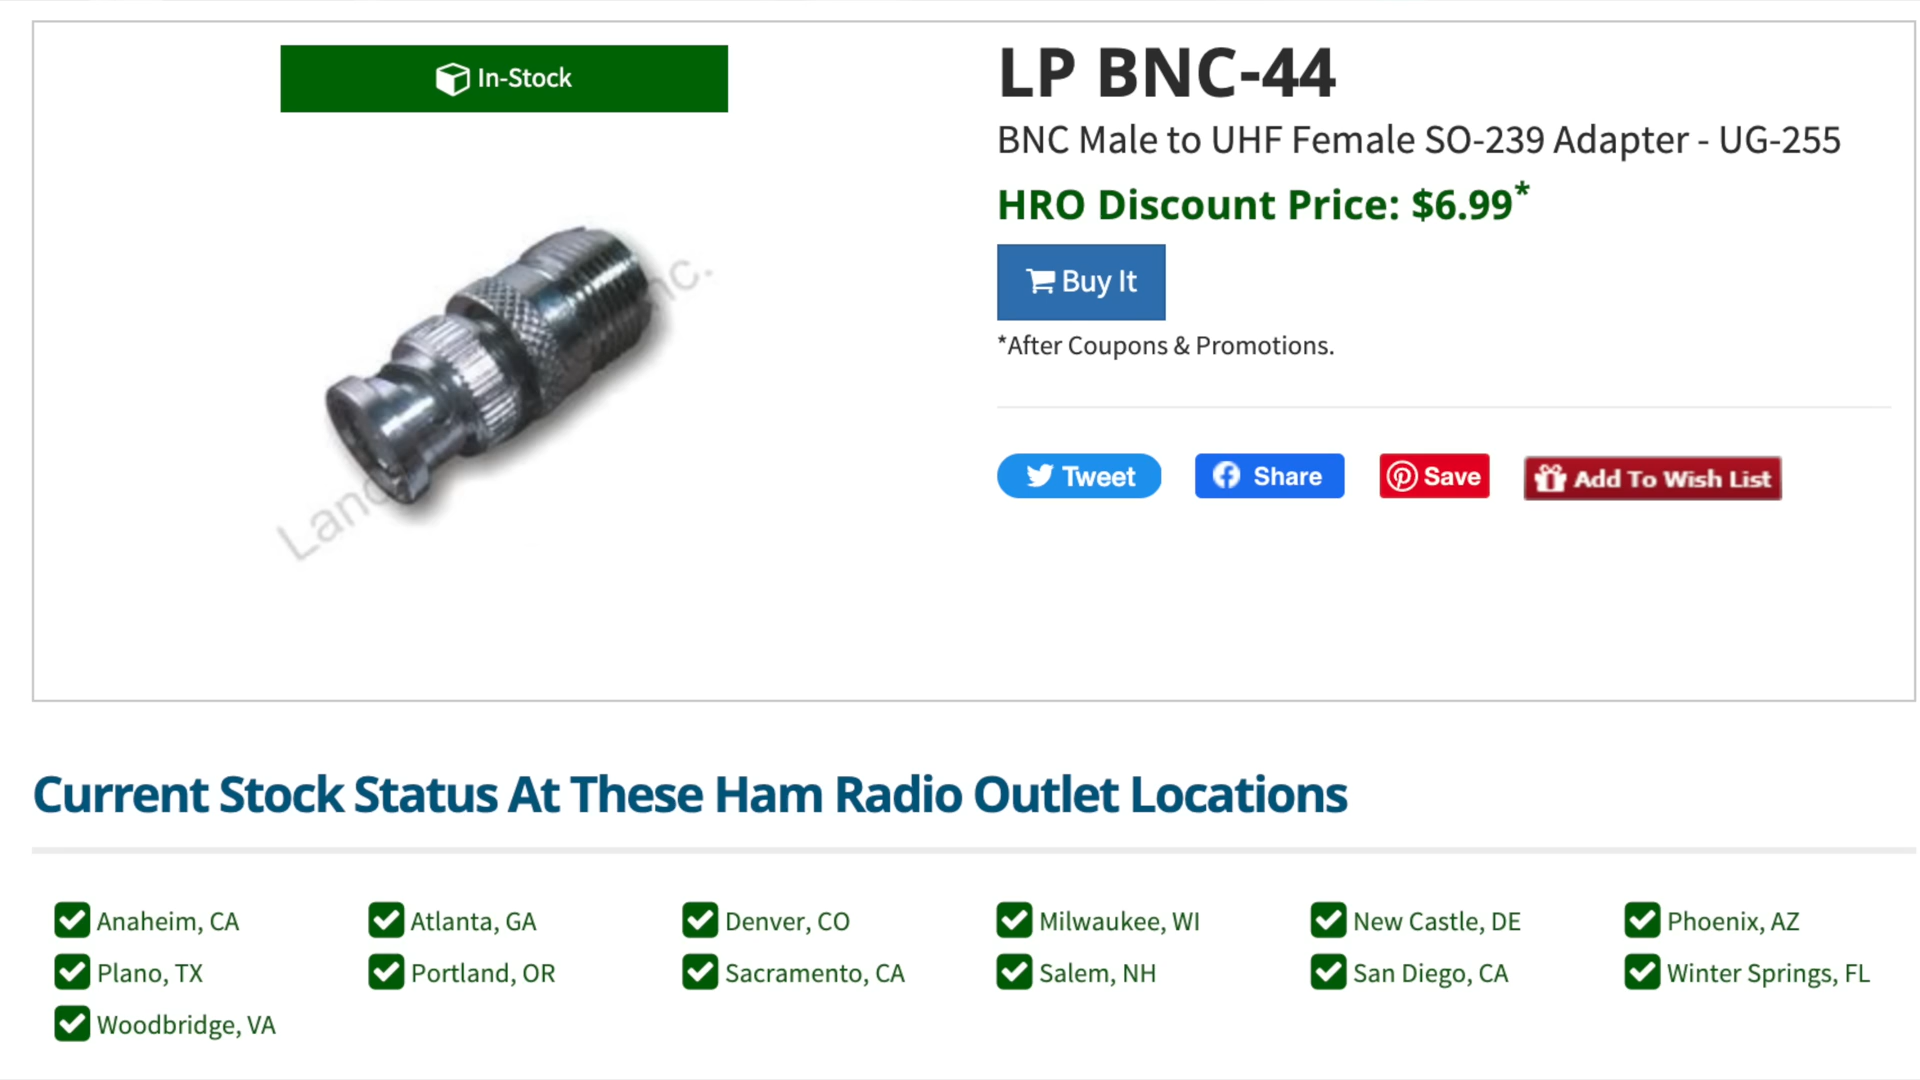 In-Stock
LP BNC-44
BNC Male to UHF Female SO-239 Adapter - UG-255
HRO Discount Price: $6.99*
Buy It
*After Coupons & Promotions.
Tweet
Share
Save
Add To Wish List
nc.
Lan
Current Stock Status At These Ham Radio Outlet Locations
Anaheim, CA
Atlanta, GA
Denver, CO
Milwaukee, WI
New Castle, DE
Phoenix, AZ
Plano, TX
Portland, OR
Sacramento, CA
Salem, NH
San Diego, CA
Winter Springs, FL
Woodbridge, VA